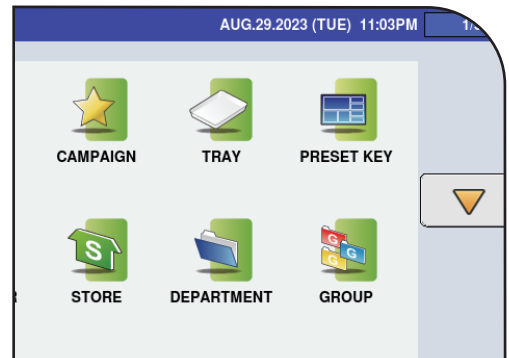 AUG.29.2023 (TUE) 11:03PM
CAMPAIGN TRAY PRESET KEY
S G G G
STORE DEPARTMENT GROUP